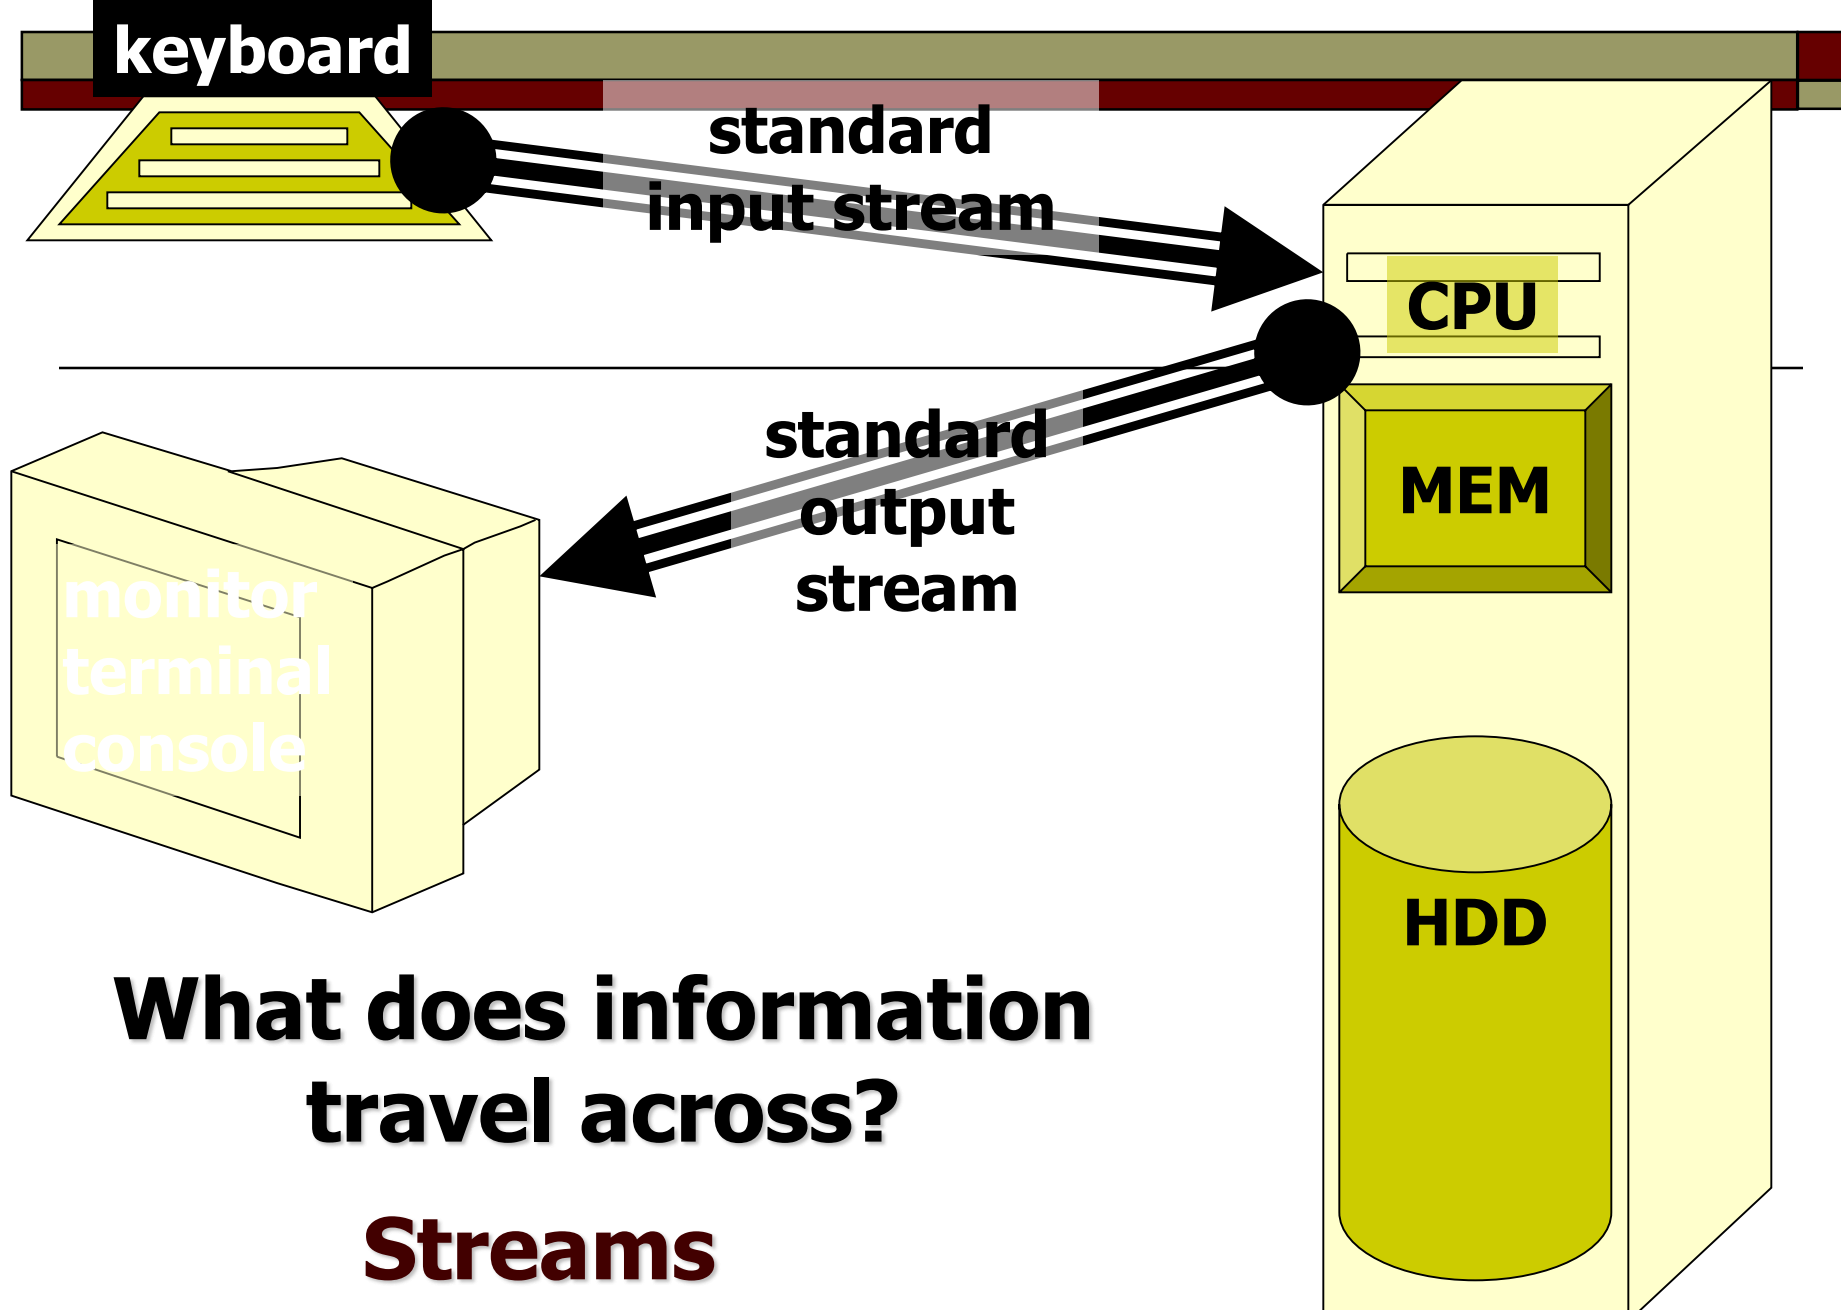 keyboard
standard
input stream
CPU
standard
output
stream
MEM
monitor
terminal
console
HDD
What does information
travel across?
Streams